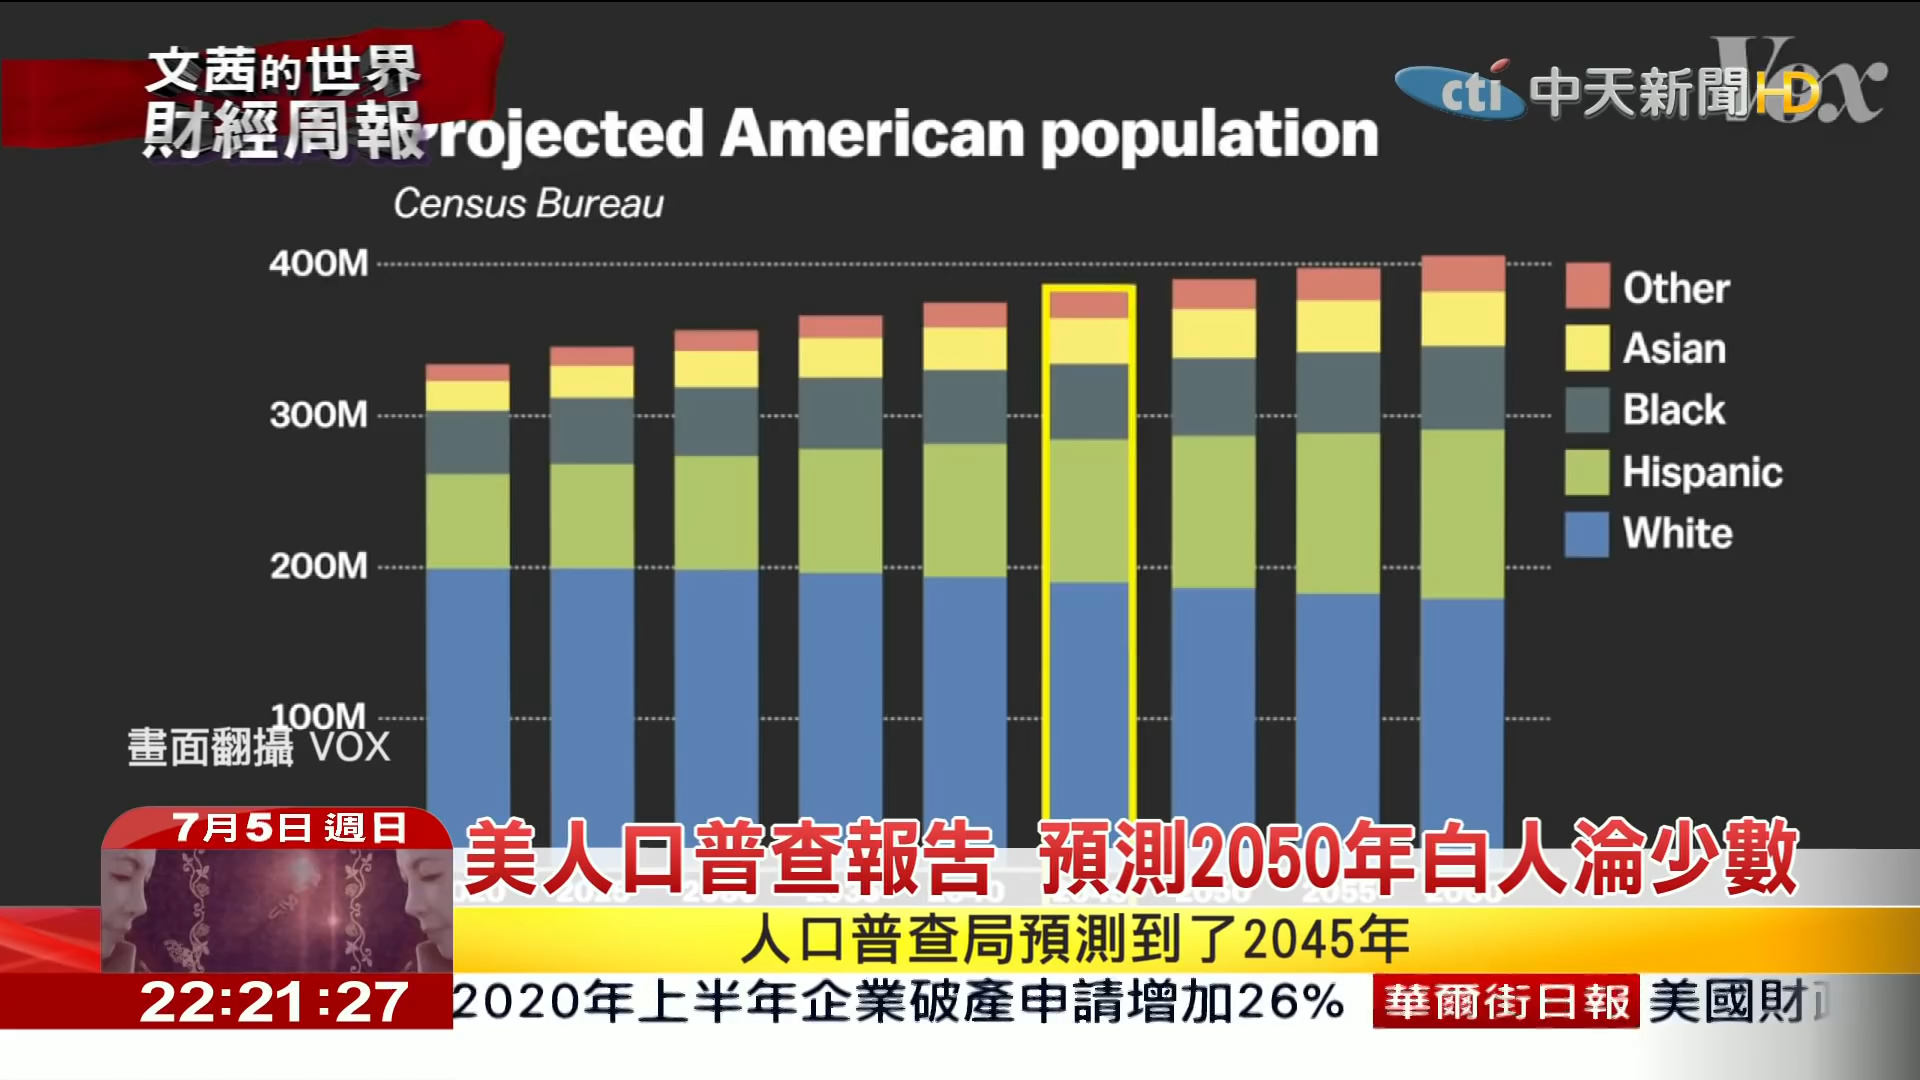 文茜的世界
財經周報
rojected American population
Census Bureau
cti 中天新聞HD
Vox
400M
300M
200M
100M
Other
Asian
Black
Hispanic
White
畫面翻攝 VOX
7月5日 週日
美人口普查報告 預測2050年白人淪少數
人口普查局預測到了2045年
22:21:27
2020年上半年企業破產申請增加26% 華爾街日報 美國財